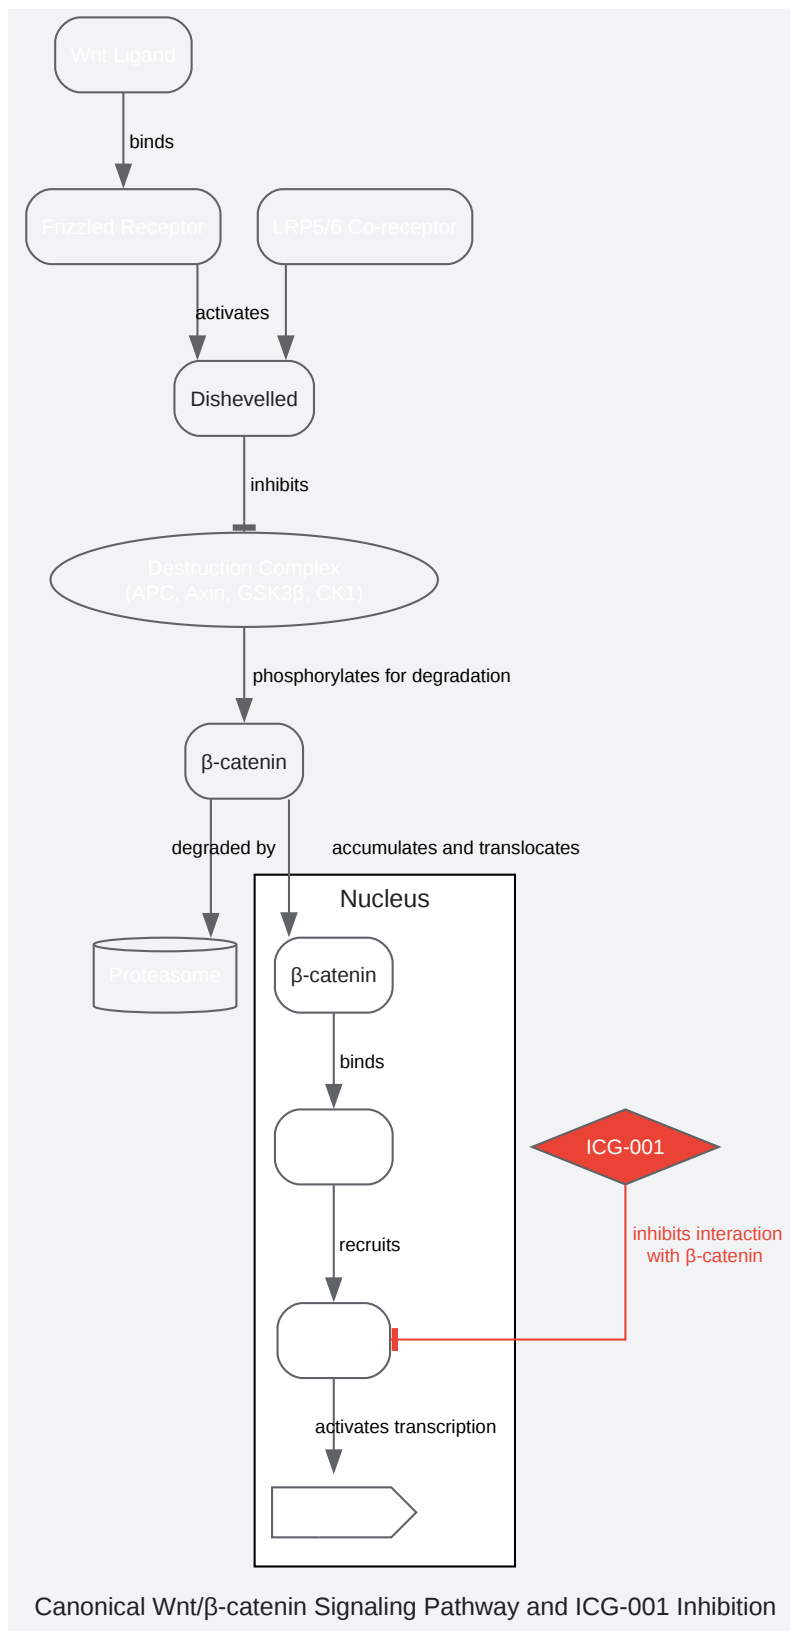 Wnt Ligand
binds
Frizzled Receptor
LRP5/6 Co-receptor
activates
Dishevelled
inhibits
Destruction Complex
(APC, Axin, GSK3β, CK1)
phosphorylates for degradation
β-catenin
degraded by
accumulates and translocates
Nucleus
Proteasome
β-catenin
binds
ICG-001
inhibits interaction
with β-catenin
recruits
activates transcription
Canonical Wnt/β-catenin Signaling Pathway and ICG-001 Inhibition